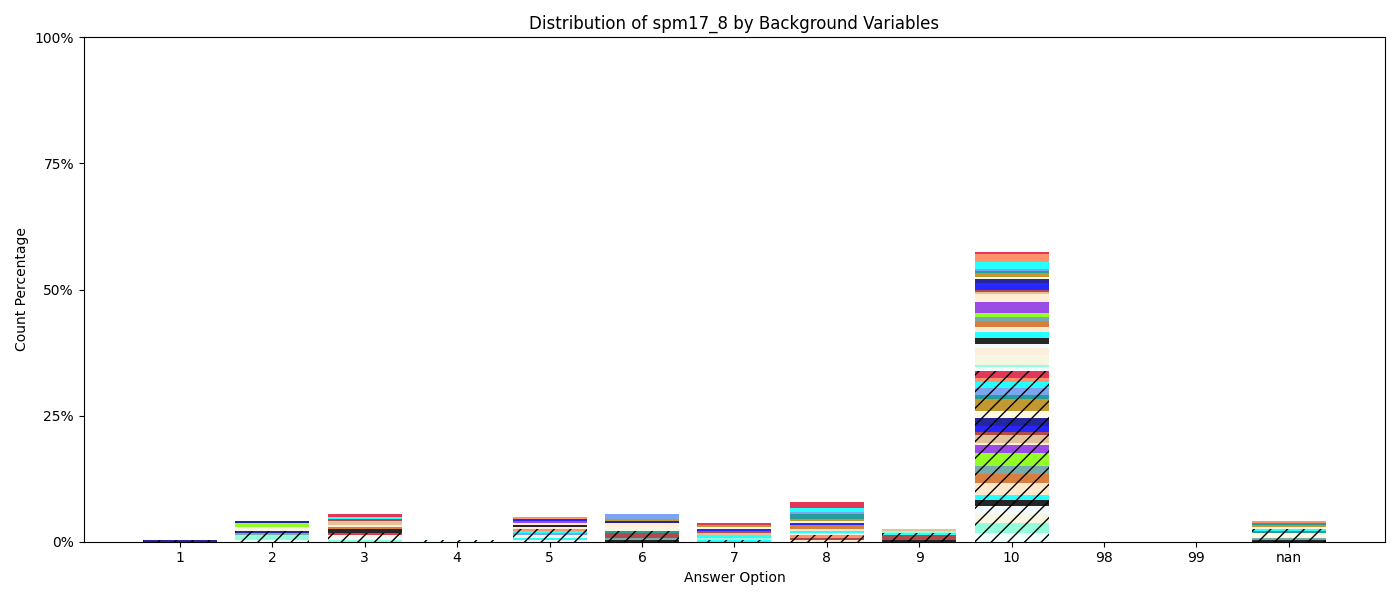 Distribution of spm17_8 by Background Variables
100%
75%
50%
25%
0%
Count Percentage
1 2 3 4 5 6 7 8 9 10 98 99 nan
Answer Option